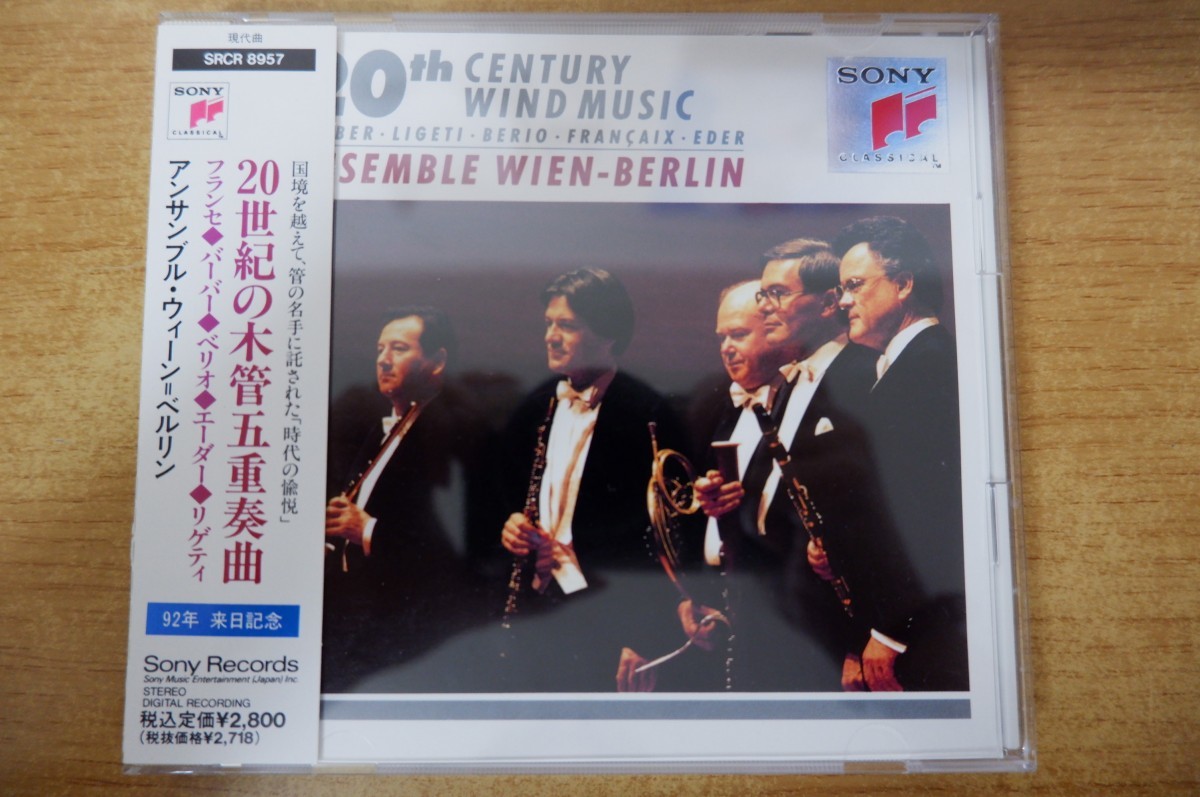 現代曲
SRCR 8957
SONY
CLASSICAL
国境を越えて、管の名手に託された「時代の愉悦」
20世紀の木管五重奏曲
フランセ◆バーバー◆ベリオ◆エーダー◆リゲティ
アンサンブル・ウィーン=ベルリン
92年 来日記念
Sony Records
Sony Music Entertainment (Japan) Inc.
STEREO
DIGITAL RECORDING
税込定価¥2,800
(税抜価格¥2,718)
20th CENTURY
WIND MUSIC
BER・LIGETI・BERIO・FRANÇAIX・EDER
SEMBLE WIEN-BERLIN
SONY
CLASSICAL
TM